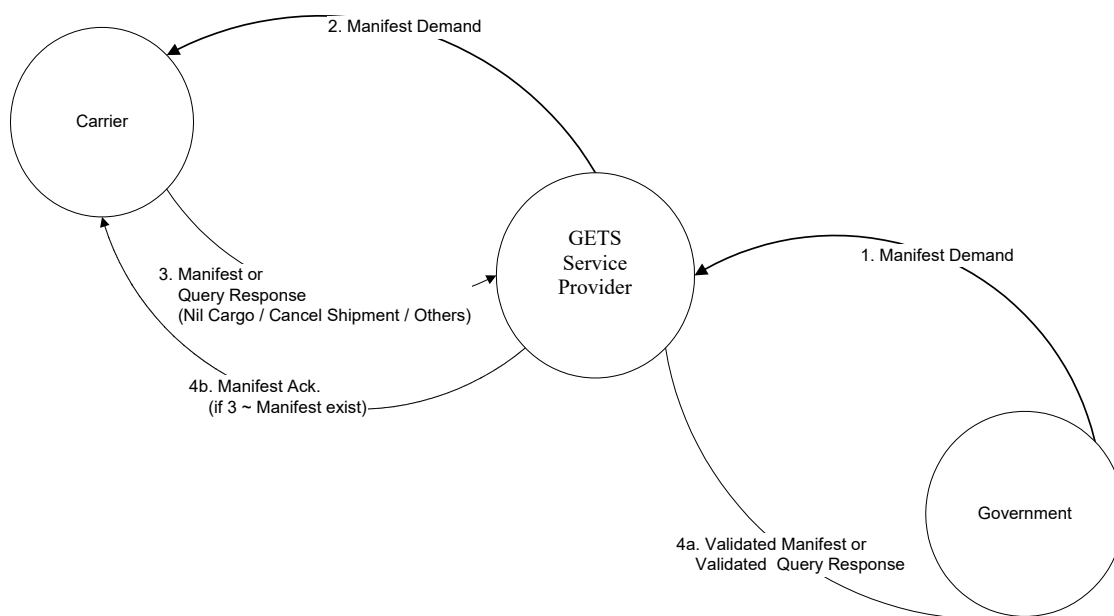 2. Manifest Demand
Carrier
GETS
Service
Provider
1. Manifest Demand
3. Manifest or
Query Response
(Nil Cargo / Cancel Shipment / Others)
4b. Manifest Ack.
(if 3 ~ Manifest exist)
Government
4a. Validated Manifest or
Validated Query Response